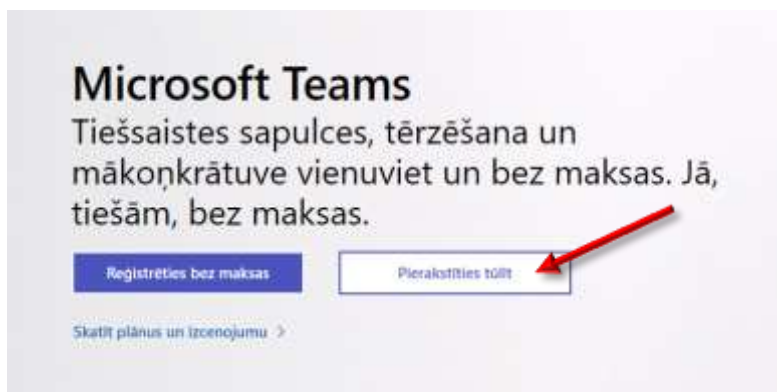 Microsoft Teams
Tiešsaistes sapulces, tērzēšana un
mākoņkrātuve vienuviet un bez maksas. Jā,
tiešām, bez maksas.
Reģistrēties bez maksas
Pierakstīties tūlīt
Skatīt plānus un izcenojumu >